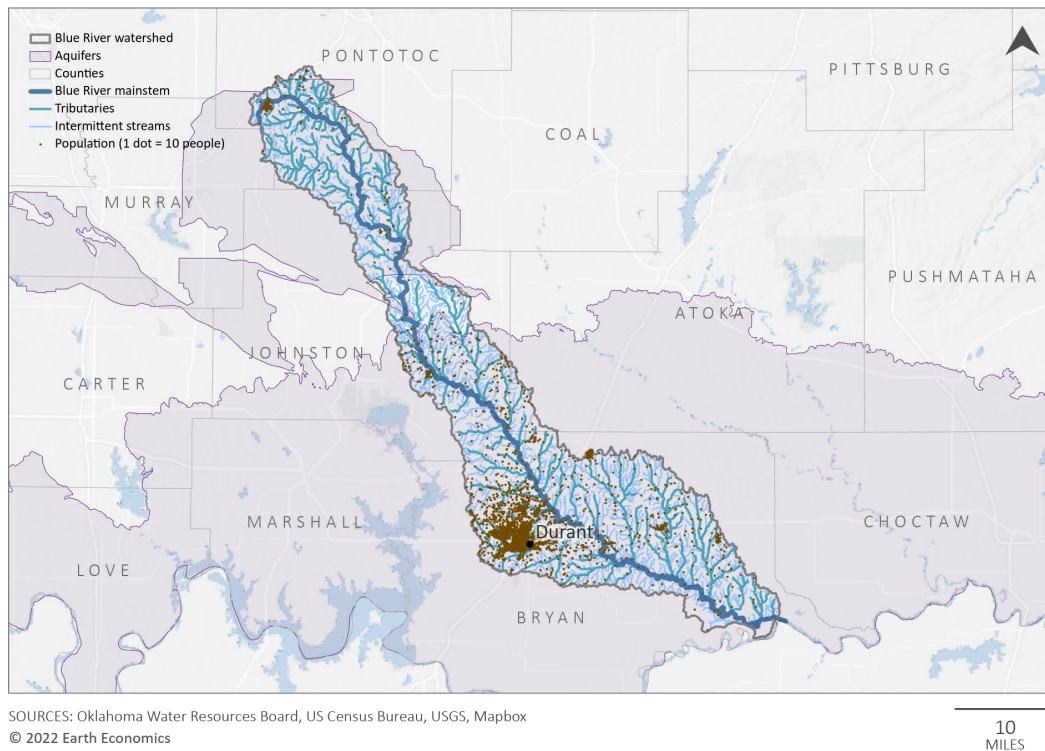 Blue River watershed
Aquifers
Counties
Blue River mainstem
Tributaries
Intermittent streams
Population (1 dot = 10 people)
PONTOTOC
PITTSBURG
COAL
MURRAY
PUSHMATAHA
ATOKA
JOHNSTON
CARTER
MARSHALL
CHOCTAW
Durant
LOVE
BRYAN
SOURCES: Oklahoma Water Resources Board, US Census Bureau, USGS, Mapbox
© 2022 Earth Economics
10
MILES